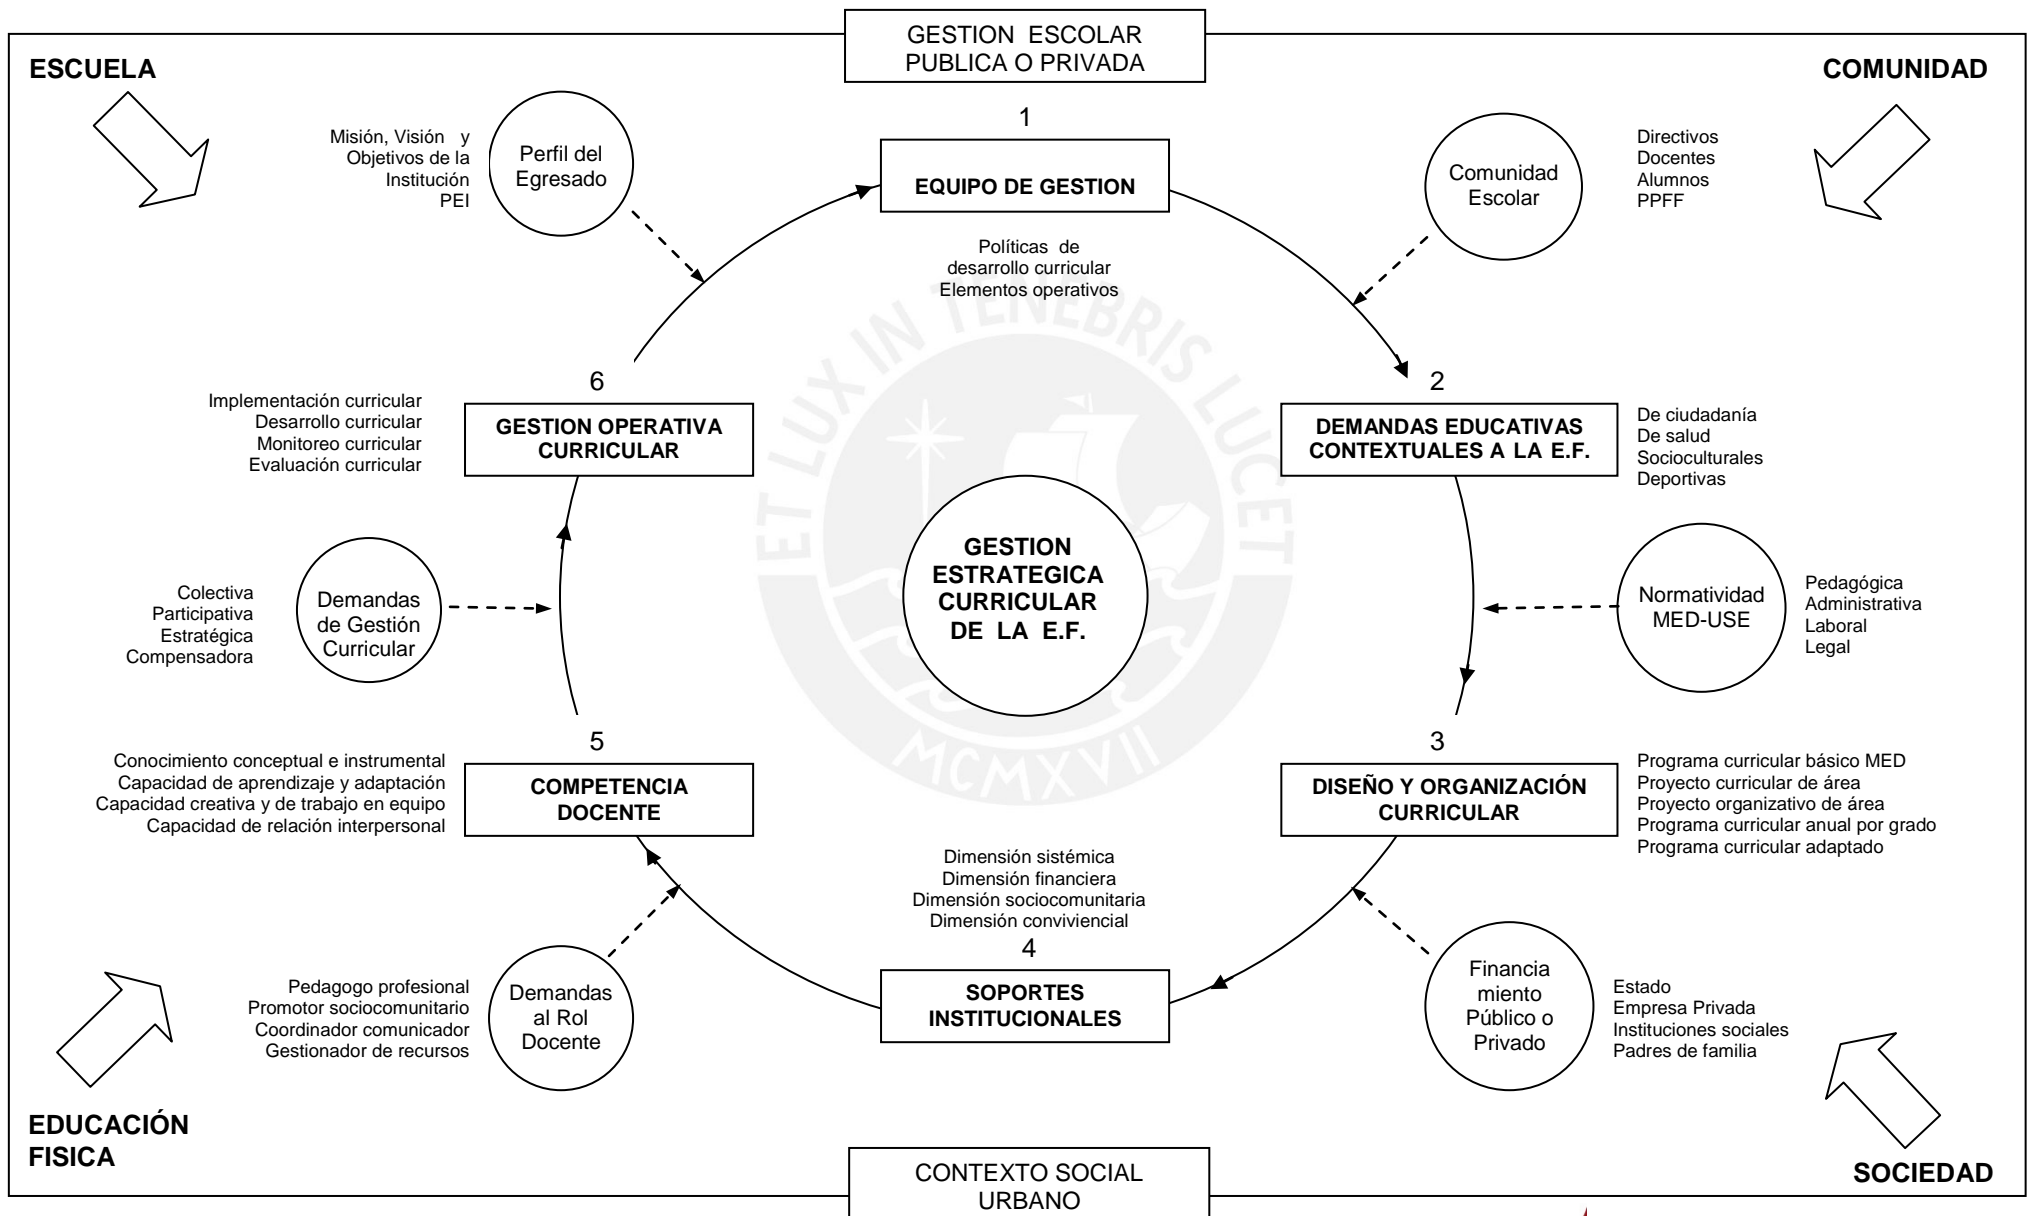 GESTION ESCOLAR
PUBLICA O PRIVADA
ESCUELA
COMUNIDAD
Misión, Visión y
Objetivos de la
Institución
PEI
Perfil del
Egresado
1
EQUIPO DE GESTION
Políticas de
desarrollo curricular
Elementos operativos
Comunidad
Escolar
Directivos
Docentes
Alumnos
PPFF
6
GESTION OPERATIVA
CURRICULAR
Implementación curricular
Desarrollo curricular
Monitoreo curricular
Evaluación curricular
2
DEMANDAS EDUCATIVAS
CONTEXTUALES A LA E.F.
De ciudadanía
De salud
Socioculturales
Deportivas
ET LUX IN TENEBRIS LUCET
MCMXVII
GESTION
ESTRATEGICA
CURRICULAR
DE LA E.F.
Colectiva
Participativa
Estratégica
Compensadora
Demandas
de Gestión
Curricular
Normatividad
MED-USE
Pedagógica
Administrativa
Laboral
Legal
5
COMPETENCIA
DOCENTE
Conocimiento conceptual e instrumental
Capacidad de aprendizaje y adaptación
Capacidad creativa y de trabajo en equipo
Capacidad de relación interpersonal
3
DISEÑO Y ORGANIZACIÓN
CURRICULAR
Programa curricular básico MED
Proyecto curricular de área
Proyecto organizativo de área
Programa curricular anual por grado
Programa curricular adaptado
Dimensión sistémica
Dimensión financiera
Dimensión sociocomunitaria
Dimensión conviviencial
4
SOPORTES
INSTITUCIONALES
Pedagogo profesional
Promotor sociocomunitario
Coordinador comunicador
Gestionador de recursos
Demandas
al Rol
Docente
Financia
miento
Público o
Privado
Estado
Empresa Privada
Instituciones sociales
Padres de familia
EDUCACIÓN
FISICA
SOCIEDAD
CONTEXTO SOCIAL
URBANO